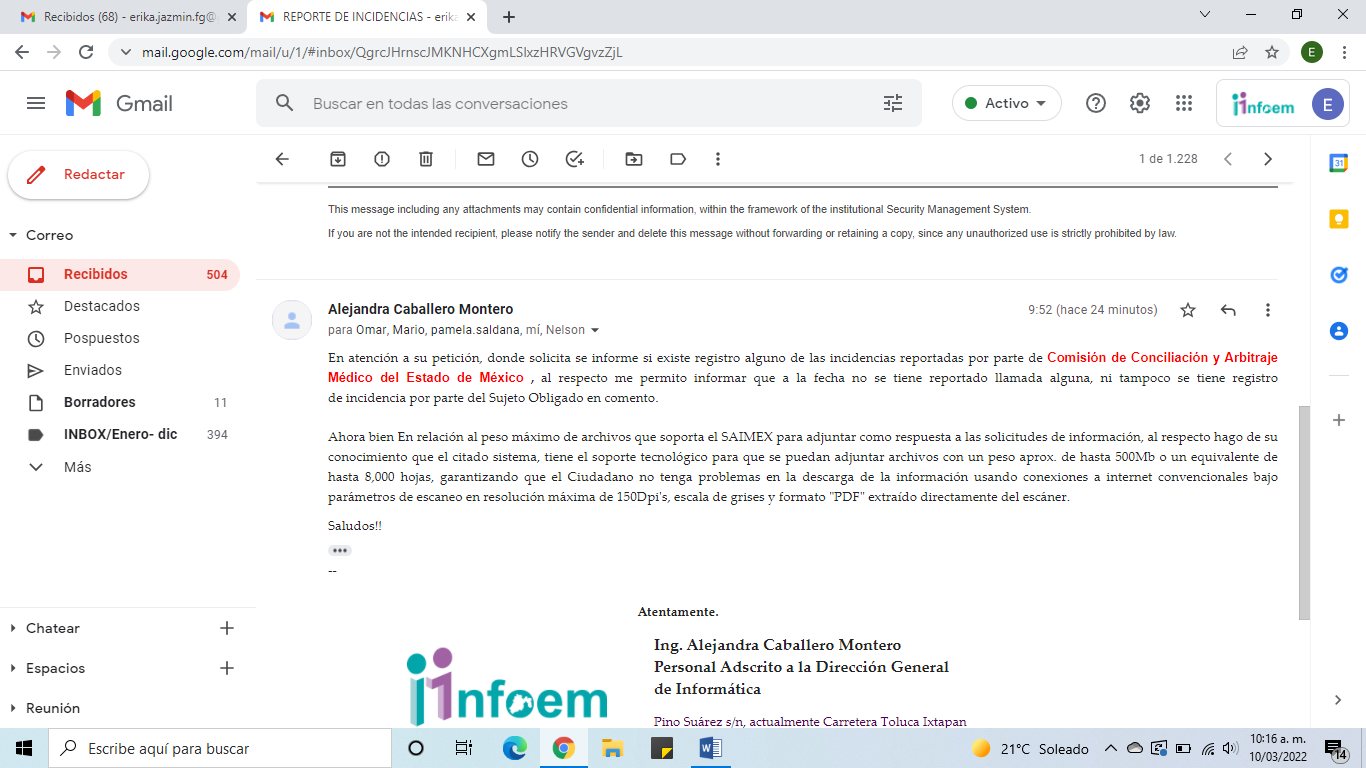 Recibidos (68) - erika.jazmin.fg@
REPORTE DE INCIDENCIAS - erika
mail.google.com/mail/u/1/#inbox/QgrcJHrnscJMKNHCXgmLSlxzHRVGVgvzZjL
E
Gmail
Buscar en todas las conversaciones
Activo
infoem
E
Redactar
1 de 1.228
31
Correo
Recibidos 504
Destacados
Pospuestos
Enviados
Borradores 11
INBOX/Enero- dic 394
Más
Chatear
Espacios
Reunión
This message including any attachments may contain confidential information, within the framework of the institutional Security Management System.
If you are not the intended recipient, please notify the sender and delete this message without forwarding or retaining a copy, since any unauthorized use is strictly prohibited by law.
Alejandra Caballero Montero
9:52 (hace 24 minutos)
para Omar, Mario, pamela.saldana, mí, Nelson
En atención a su petición, donde solicita se informe si existe registro alguno de las incidencias reportadas por parte de Comisión de Conciliación y Arbitraje
Médico del Estado de México , al respecto me permito informar que a la fecha no se tiene reportado llamada alguna, ni tampoco se tiene registro
de incidencia por parte del Sujeto Obligado en comento.
Ahora bien En relación al peso máximo de archivos que soporta el SAIMEX para adjuntar como respuesta a las solicitudes de información, al respecto hago de su
conocimiento que el citado sistema, tiene el soporte tecnológico para que se puedan adjuntar archivos con un peso aprox. de hasta 500Mb o un equivalente de
hasta 8,000 hojas, garantizando que el Ciudadano no tenga problemas en la descarga de la información usando conexiones a internet convencionales bajo
parámetros de escaneo en resolución máxima de 150Dpi's, escala de grises y formato "PDF" extraído directamente del escáner.
Saludos!!
--
Atentamente.
infoem
Ing. Alejandra Caballero Montero
Personal Adscrito a la Dirección General
de Informática
Pino Suárez s/n, actualmente Carretera Toluca Ixtapan
Escribe aquí para buscar
21°C Soleado
10:16 a. m.
10/03/2022
14